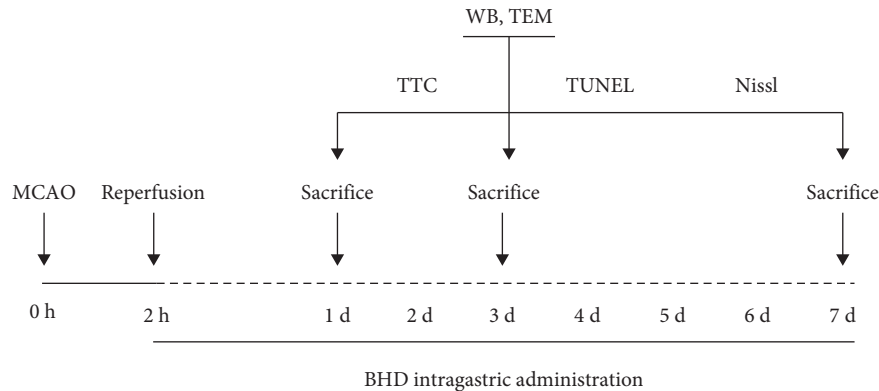 WB, TEM
TTC TUNEL Nissl
MCAO Reperfusion Sacrifice Sacrifice Sacrifice
0 h 2 h 1 d 2 d 3 d 4 d 5 d 6 d 7 d
BHD intragastric administration